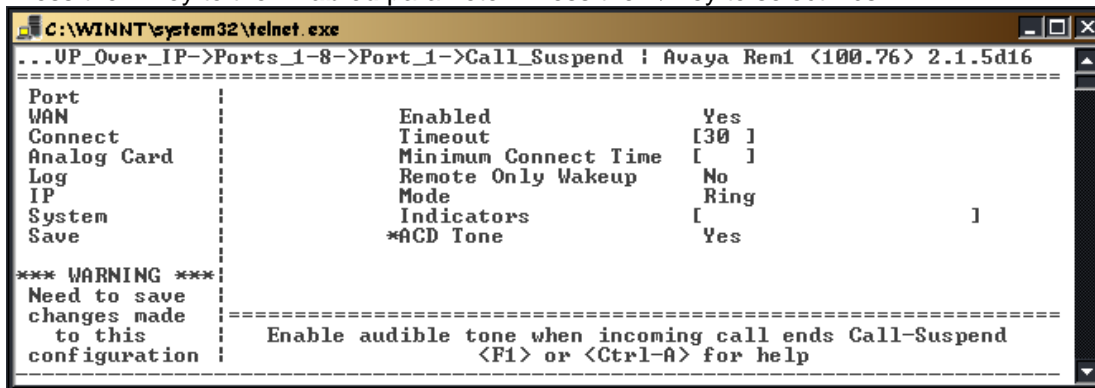 C:\WINNT\system32\telnet.exe
...VP_Over_IP->Ports_1-8->Port_1->Call_Suspend ¦ Avaya Rem1 (100.76) 2.1.5d16
Port
WAN Enabled Yes
Connect Timeout [30 ]
Analog Card Minimum Connect Time [ ]
Log Remote Only Wakeup No
IP Mode Ring
System Indicators [ ]
Save *ACD Tone Yes
*** WARNING ***
Need to save
changes made
to this Enable audible tone when incoming call ends Call-Suspend
configuration <F1> or <Ctrl-A> for help